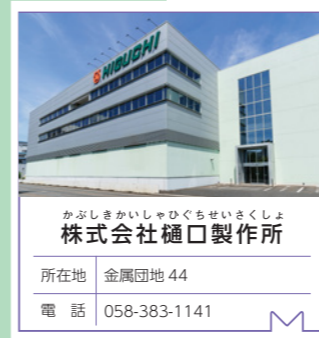 HIGUCHI
かぶしきかいしゃひぐちせいさくしょ
株式会社樋口製作所
所在地 金属団地 44
電 話 058-383-1141